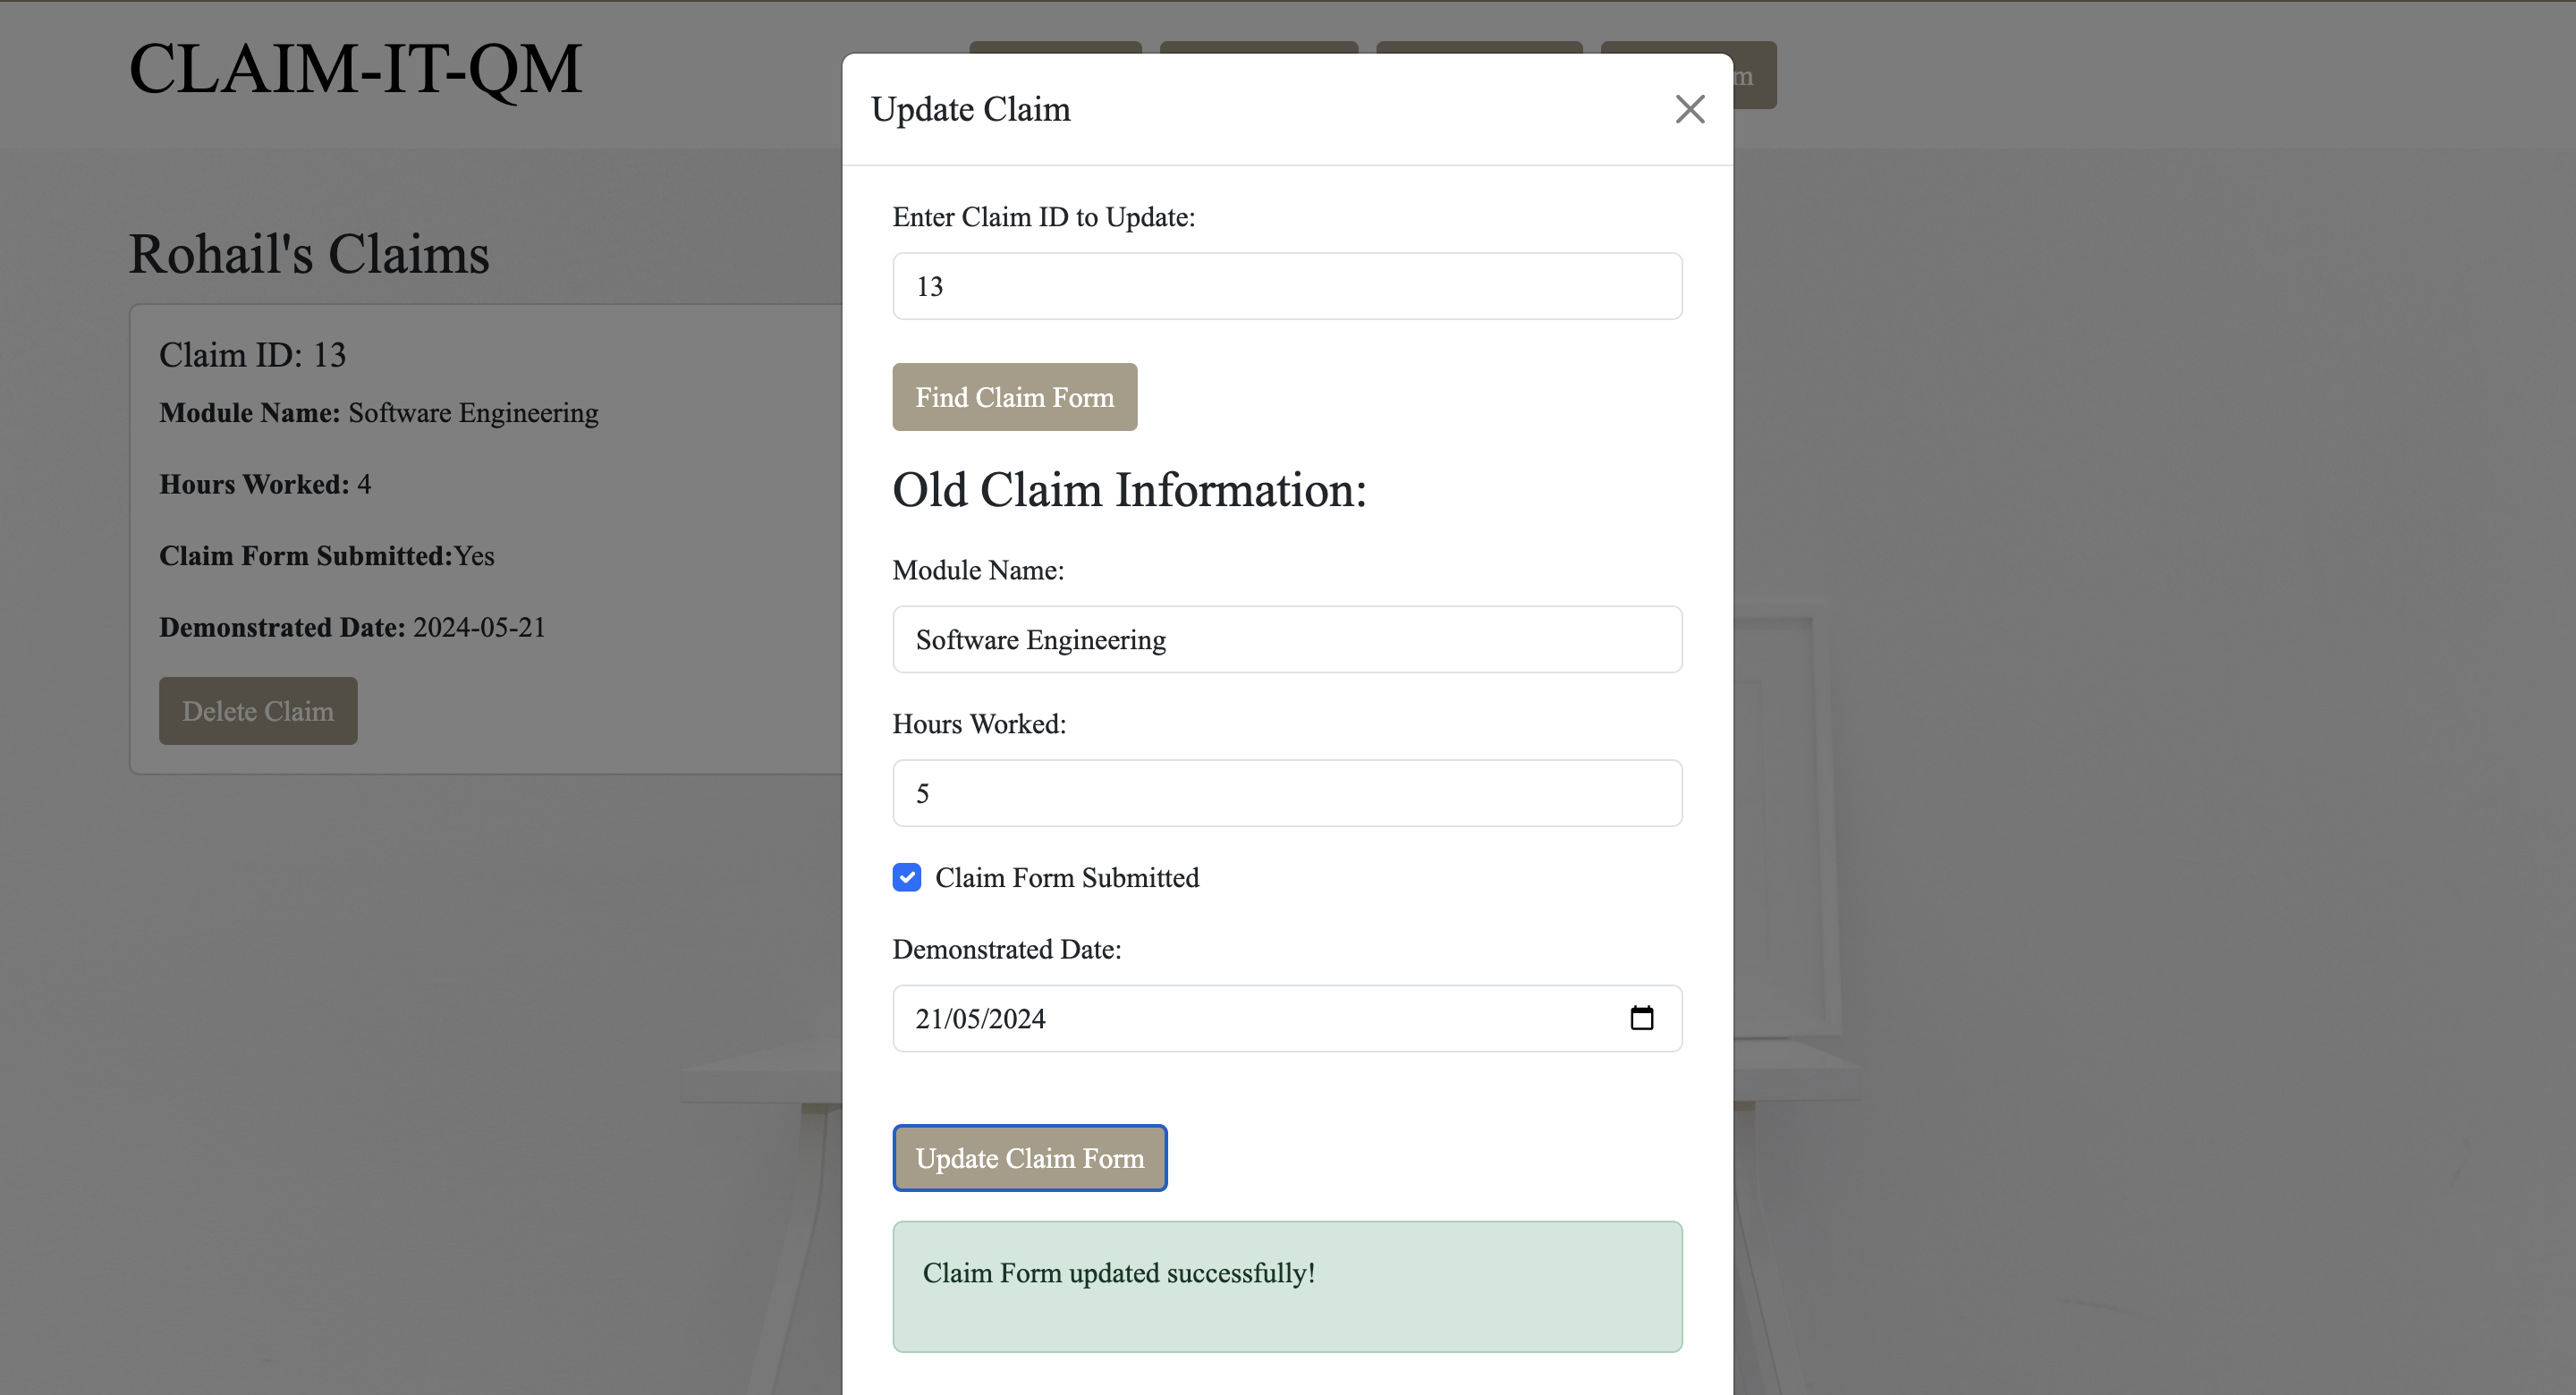 CLAIM-IT-QM
Rohail's Claims
Claim ID: 13
Module Name: Software Engineering
Hours Worked: 4
Claim Form Submitted:Yes
Demonstrated Date: 2024-05-21
Delete Claim
Update Claim
Enter Claim ID to Update:
13
Find Claim Form
Old Claim Information:
Module Name:
Software Engineering
Hours Worked:
5
Claim Form Submitted
Demonstrated Date:
21/05/2024
Update Claim Form
Claim Form updated successfully!